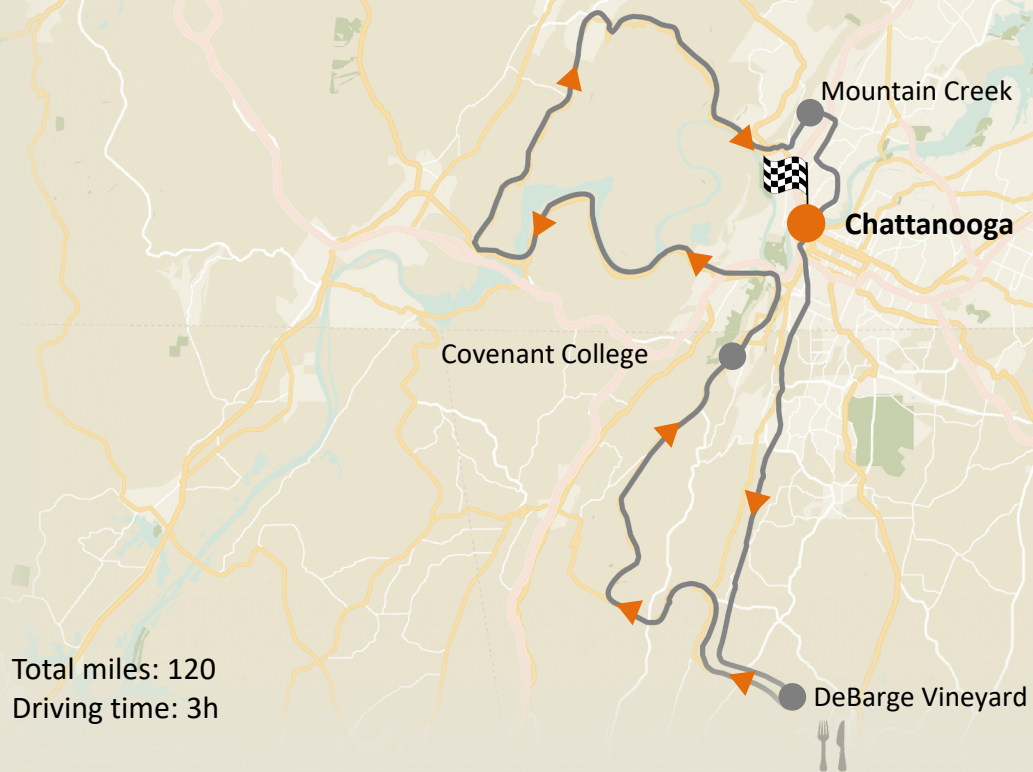 Mountain Creek
Chattanooga
Covenant College
Total miles: 120
Driving time: 3h
DeBarge Vineyard